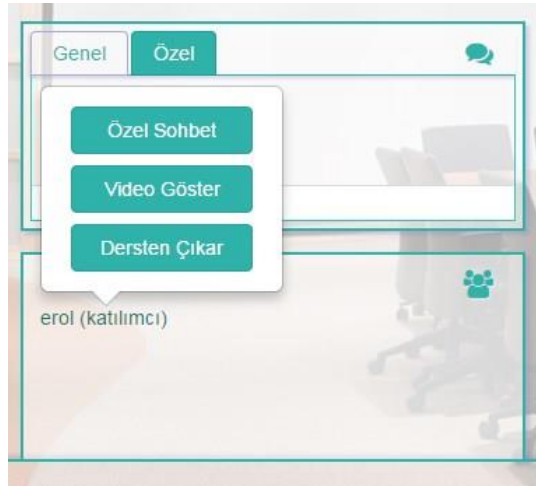 Genel Özel
Özel Sohbet
Video Göster
Dersten Çıkar
erol (katılımcı)